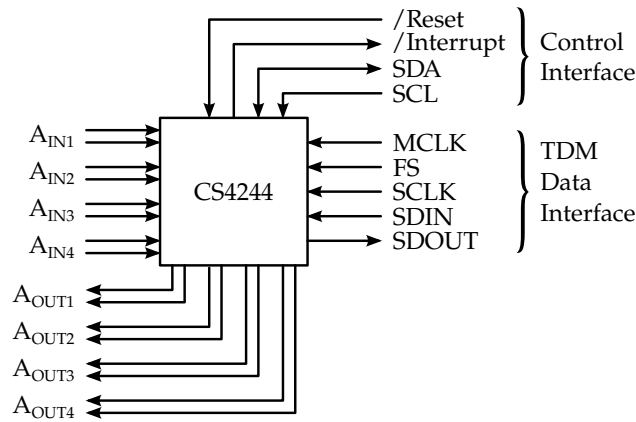 /Reset
/Interrupt
SDA
SCL
Control
Interface
A_IN1
A_IN2
A_IN3
A_IN4
CS4244
MCLK
FS
SCLK
SDIN
SDOUT
TDM
Data
Interface
A_OUT1
A_OUT2
A_OUT3
A_OUT4